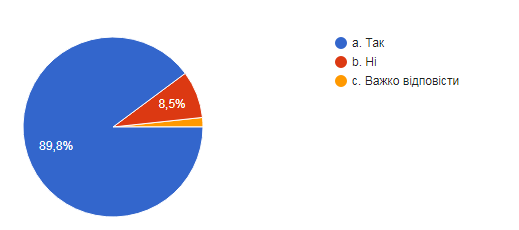 a. Так
b. Ні
c. Важко відповісти
8,5%
89,8%